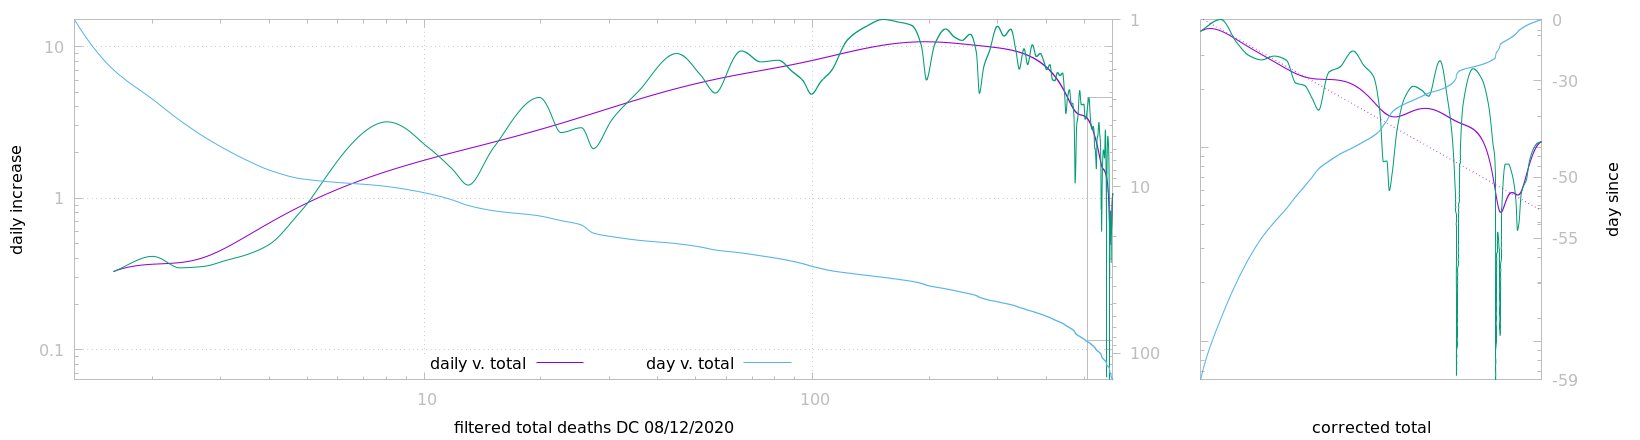 10
1
0.1
daily increase
daily v. total
day v. total
10
100
filtered total deaths DC 08/12/2020
1
10
100
0
-30
-50
-55
-59
day since
corrected total